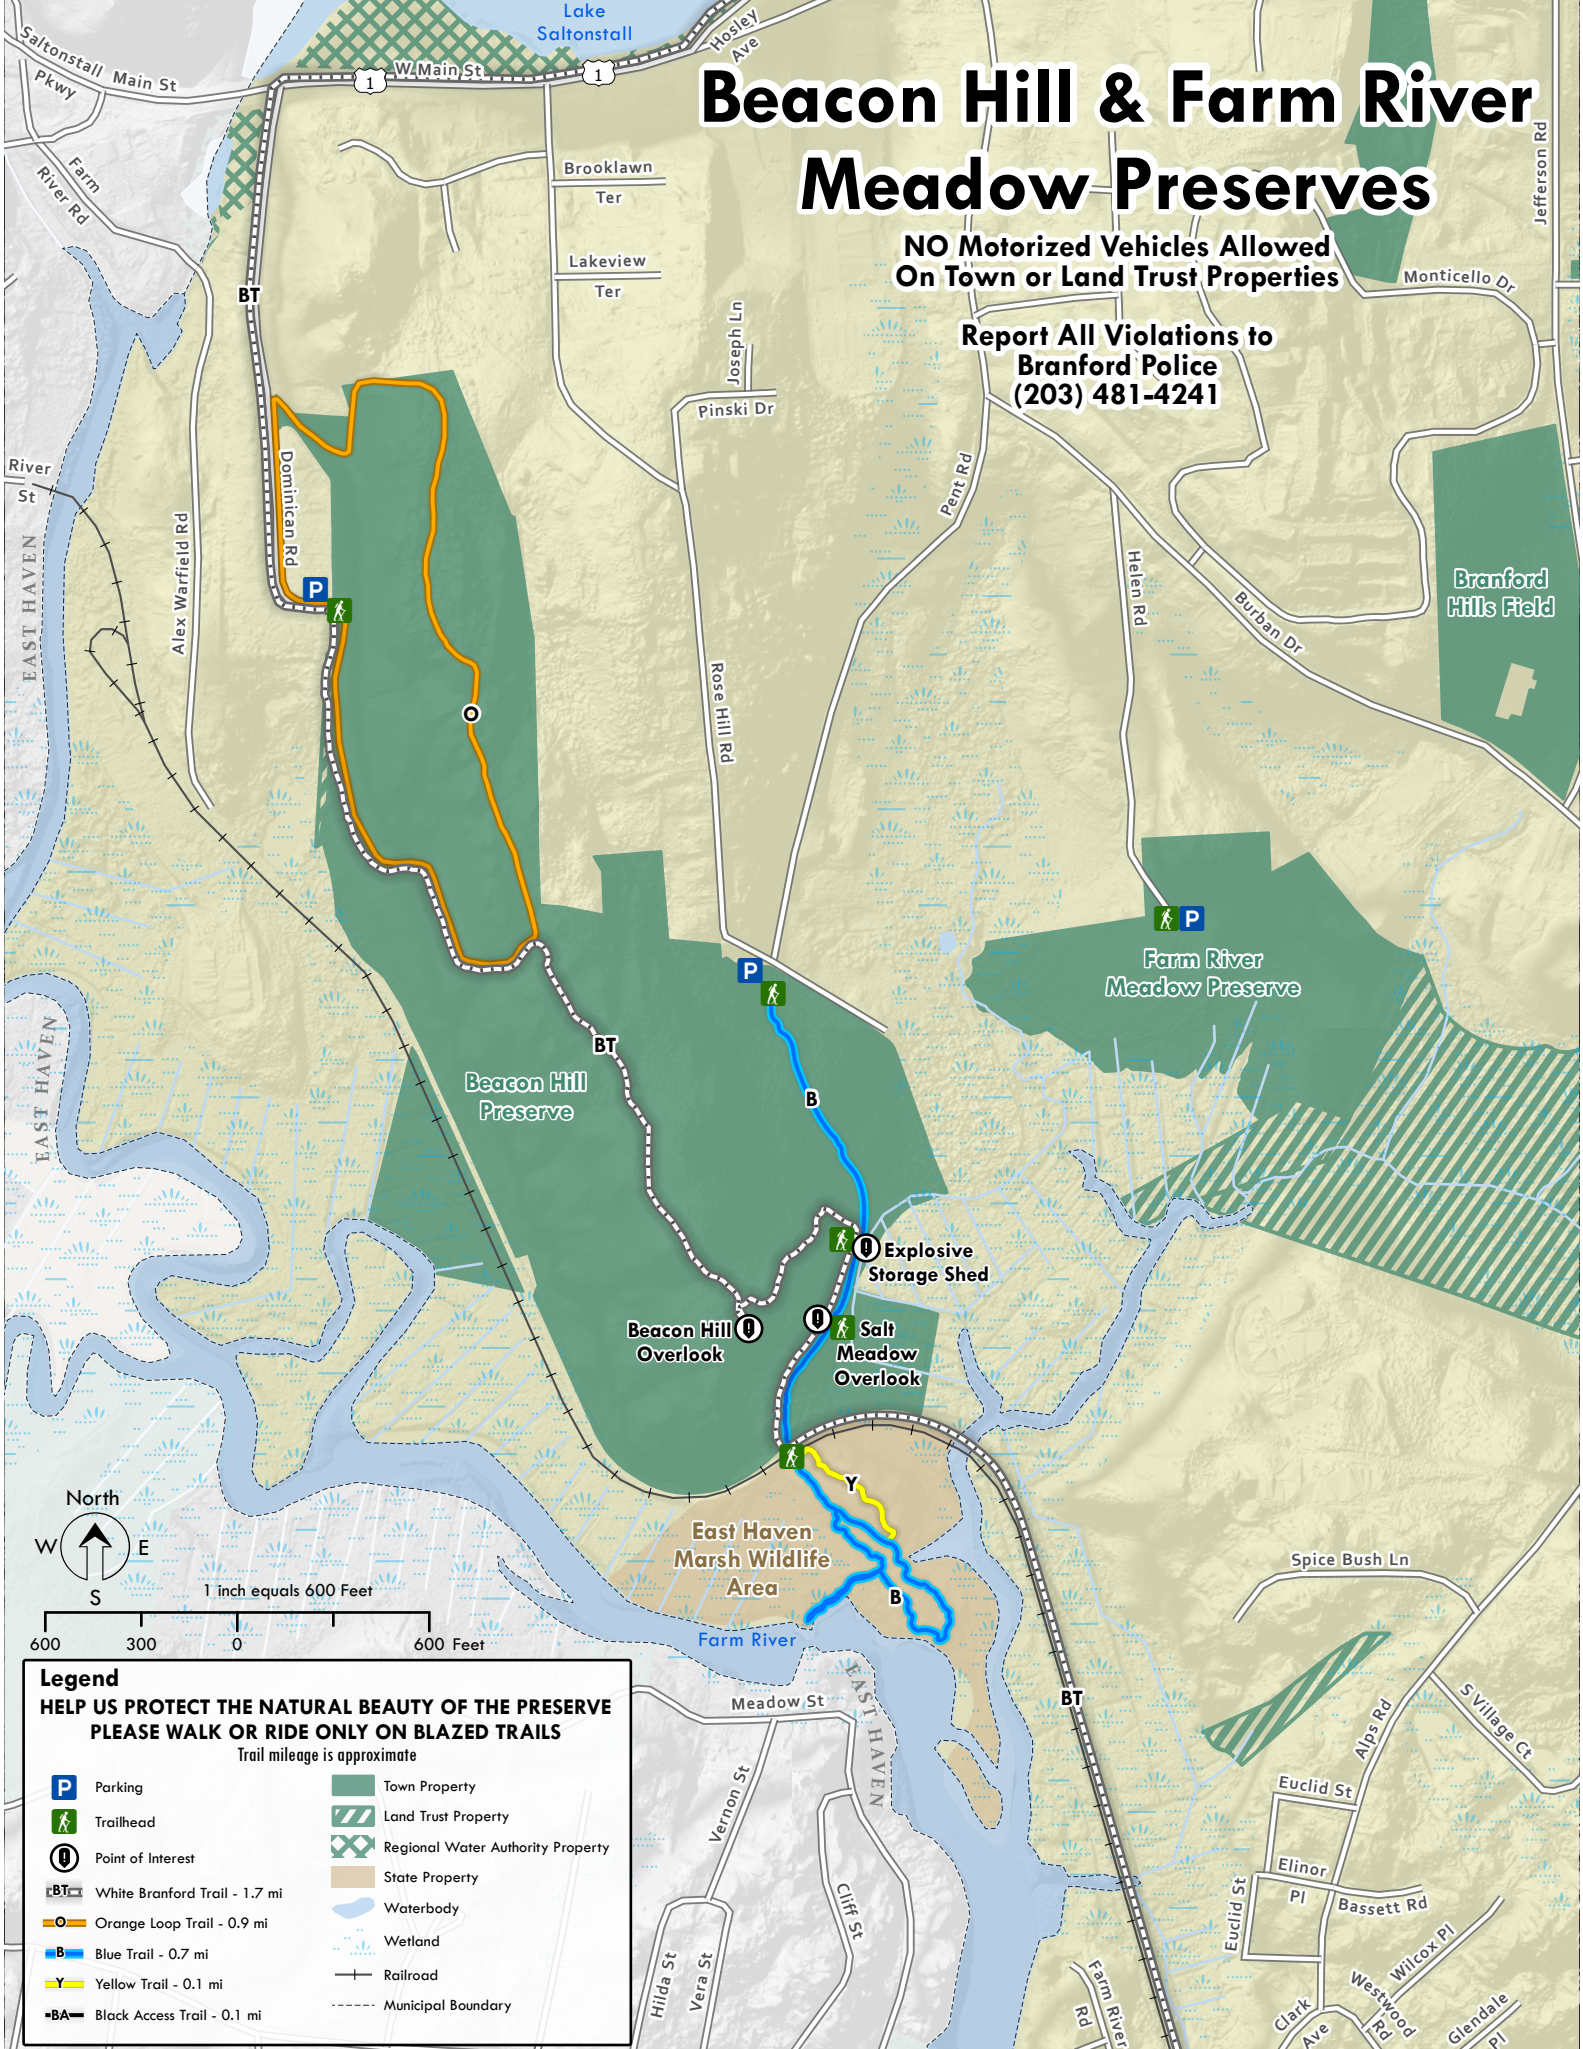 Beacon Hill & Farm River
Meadow Preserves
NO Motorized Vehicles Allowed
On Town or Land Trust Properties
Report All Violations to
Branford Police
(203) 481-4241
Lake
Saltonstall
Hosley
Ave
Saltonstall
Pkwy
Main St
W Main St
1
1
Farm
River Rd
Brooklawn
Ter
Lakeview
Ter
Jefferson Rd
Monticello Dr
BT
Joseph Ln
Pinski Dr
River
St
Dominican Rd
Pent Rd
Alex Warfield Rd
EAST HAVEN
P
Helen Rd
Burban Dr
Branford
Hills Field
Rose Hill Rd
O
P
P
Farm River
Meadow Preserve
EAST HAVEN
BT
Beacon Hill
Preserve
B
Explosive
Storage Shed
Beacon Hill
Overlook
Salt
Meadow
Overlook
Y
East Haven
Marsh Wildlife
Area
B
Farm River
EAST HAVEN
BT
Spice Bush Ln
Meadow St
Vernon St
Cliff St
Hilda St
Vera St
Alps Rd
S Village Ct
Euclid St
Elinor
Pl
Bassett Rd
Euclid St
Wilcox Pl
Westwood
Rd
Clark
Ave
Glendale
Pl
Farm River
Rd
North
W
E
S
1 inch equals 600 Feet
600
300
0
600 Feet
Legend
HELP US PROTECT THE NATURAL BEAUTY OF THE PRESERVE
PLEASE WALK OR RIDE ONLY ON BLAZED TRAILS
Trail mileage is approximate
P Parking
Trailhead
Point of Interest
BT White Branford Trail - 1.7 mi
O Orange Loop Trail - 0.9 mi
B Blue Trail - 0.7 mi
Y Yellow Trail - 0.1 mi
BA Black Access Trail - 0.1 mi
Town Property
Land Trust Property
Regional Water Authority Property
State Property
Waterbody
Wetland
Railroad
Municipal Boundary